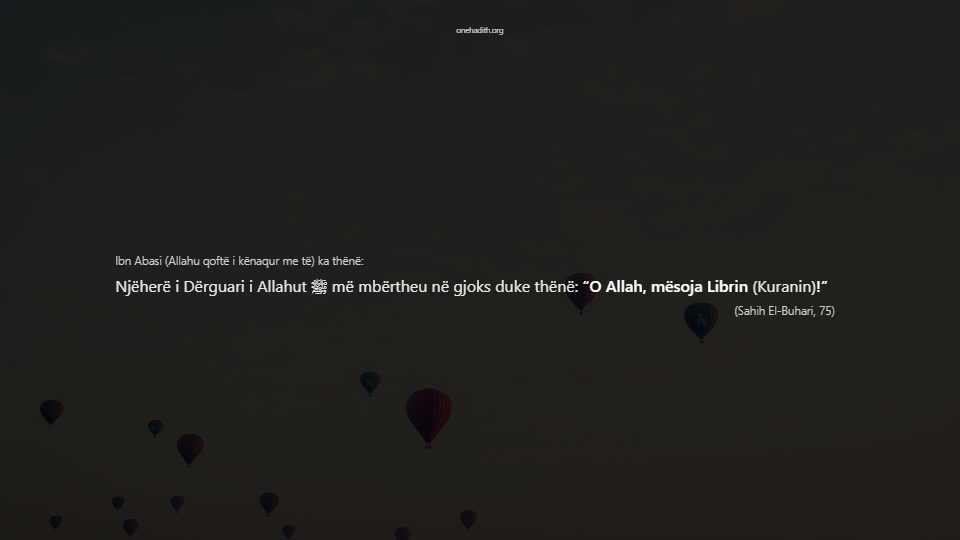 onehadith.org
Ibn Abasi (Allahu qoftë i kënaqur me të) ka thënë:
Njëherë i Dërguari i Allahut ﷺ më mbërtheu në gjoks duke thënë: “O Allah, mësoja Librin (Kuranin)!”
(Sahih El-Buhari, 75)